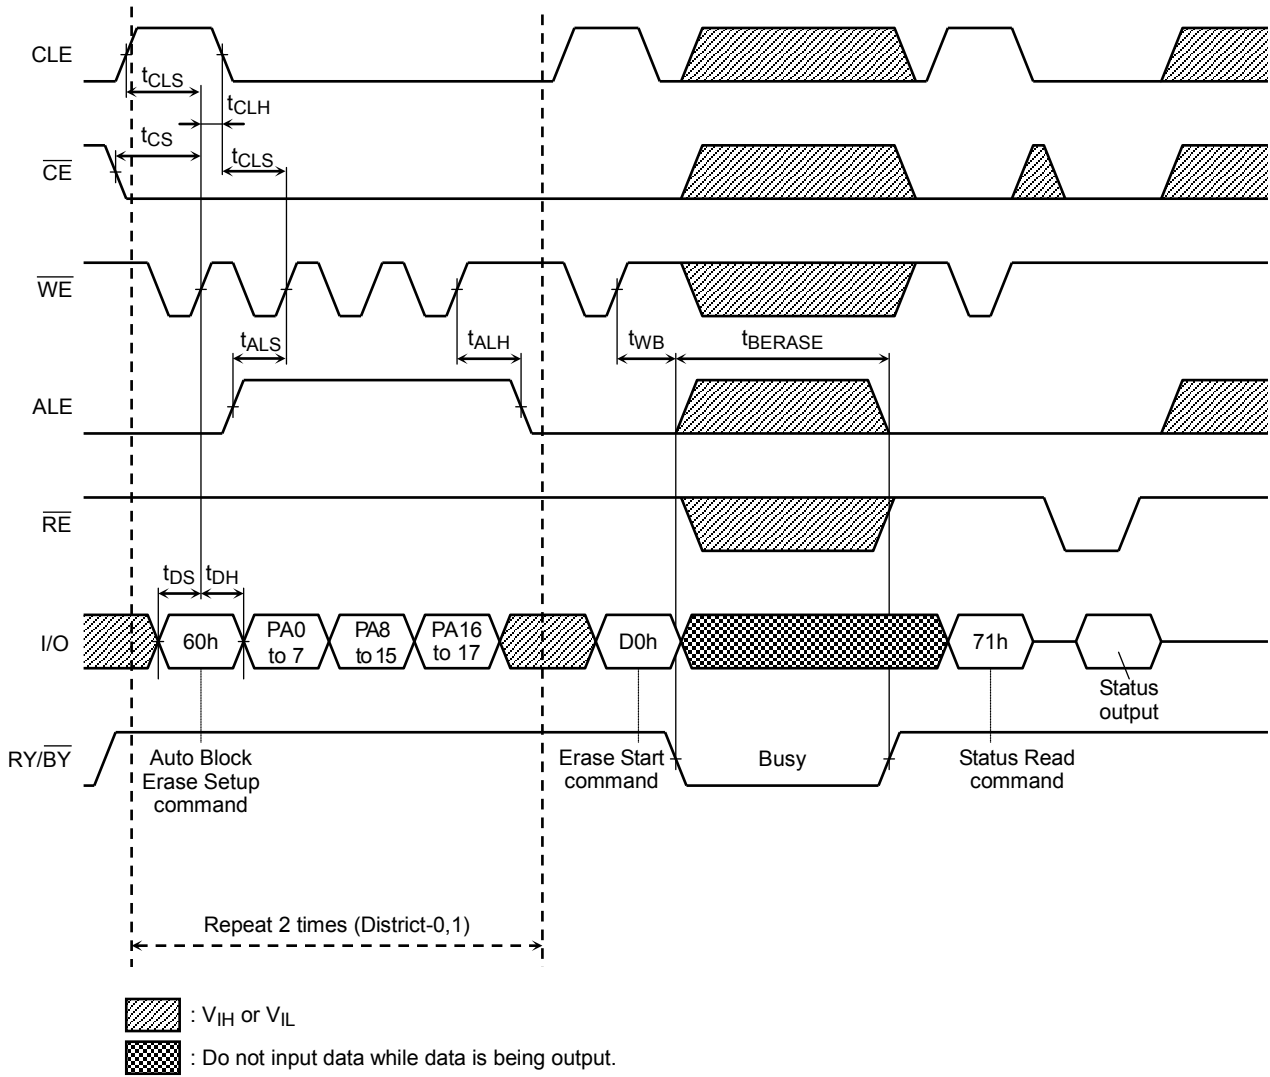 CLE
tCLS
tCLH
tCS
tCLS
CE
WE
tALS
tALH
tWB
tBERASE
ALE
RE
tDS
tDH
I/O
60h
PA0
to 7
PA8
to 15
PA16
to 17
D0h
71h
Status
output
RY/BY
Auto Block
Erase Setup
command
Erase Start
command
Busy
Status Read
command
Repeat 2 times (District-0,1)
: VIH or VIL
: Do not input data while data is being output.